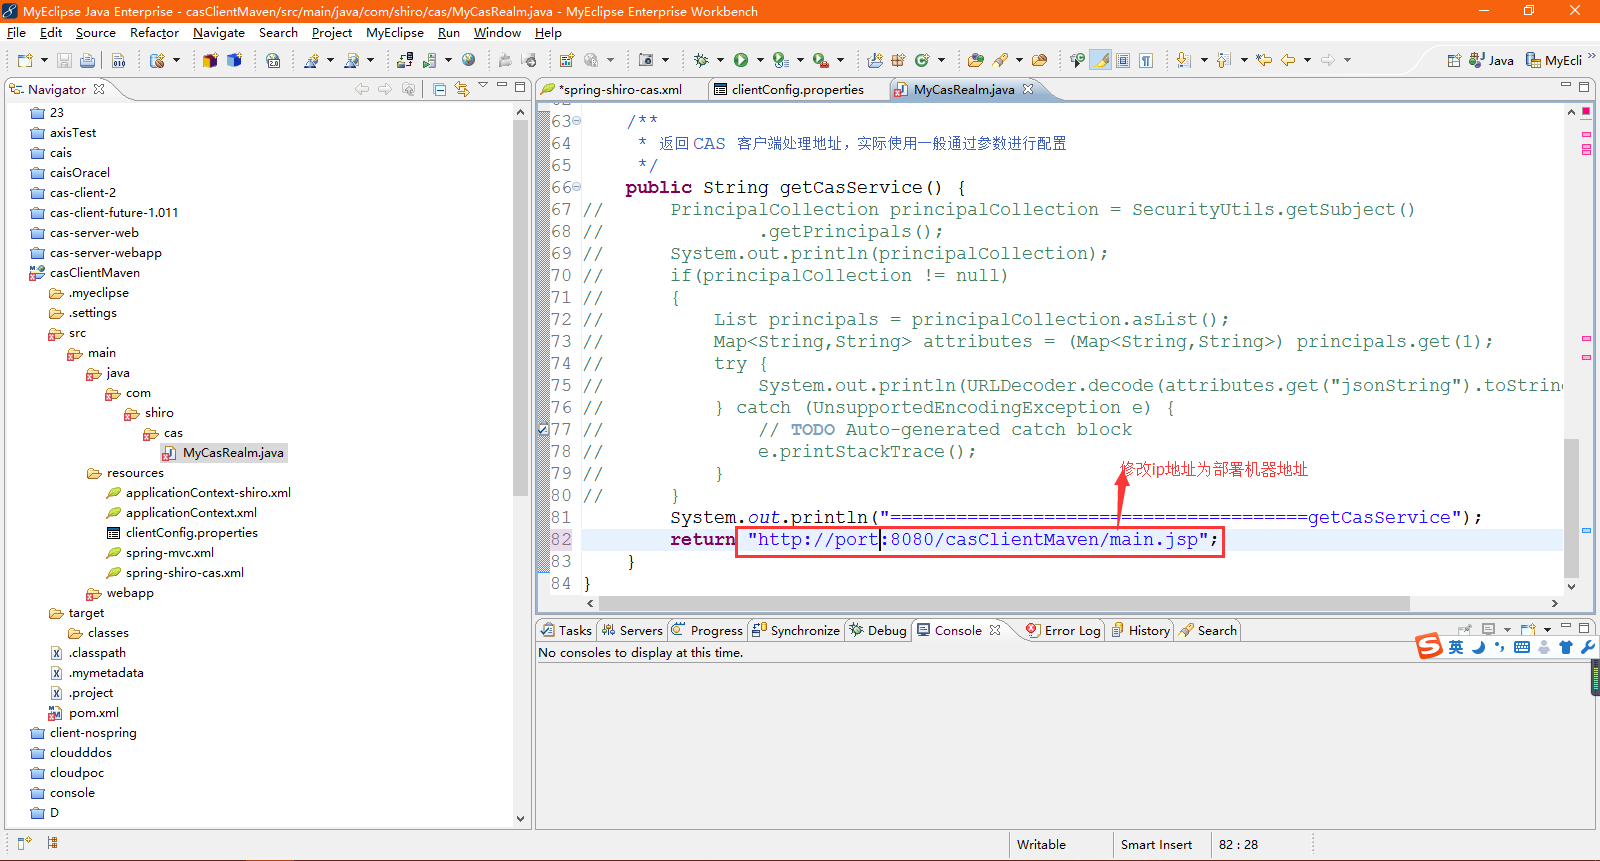 MyEclipse Java Enterprise - casClientMaven/src/main/java/com/shiro/cas/MyCasRealm.java - MyEclipse Enterprise Workbench
File Edit Source Refactor Navigate Search Project MyEclipse Run Window Help
Java MyEcli
Navigator
23
axisTest
cais
caisOracel
cas-client-2
cas-client-future-1.011
cas-server-web
cas-server-webapp
casClientMaven
.myeclipse
.settings
src
main
java
com
shiro
cas
MyCasRealm.java
resources
applicationContext-shiro.xml
applicationContext.xml
clientConfig.properties
spring-mvc.xml
spring-shiro-cas.xml
webapp
target
classes
.classpath
.mymetadata
.project
pom.xml
client-nospring
cloudddos
cloudpoc
console
D
*spring-shiro-cas.xml clientConfig.properties MyCasRealm.java
63 /**
64 * 返回 CAS 客户端处理地址，实际使用一般通过参数进行配置
65 */
66 public String getCasService() {
67 // PrincipalCollection principalCollection = SecurityUtils.getSubject()
68 // .getPrincipals();
69 // System.out.println(principalCollection);
70 // if(principalCollection != null)
71 // {
72 // List principals = principalCollection.asList();
73 // Map<String,String> attributes = (Map<String,String>) principals.get(1);
74 // try {
75 // System.out.println(URLDecoder.decode(attributes.get("jsonString").toString
76 // } catch (UnsupportedEncodingException e) {
77 // // TODO Auto-generated catch block
78 // e.printStackTrace();
79 // }
修改ip地址为部署机器地址
80 // }
81 System.out.println("======================================getCasService");
82 return "http://port:8080/casClientMaven/main.jsp";
83 }
84 }
Tasks Servers Progress Synchronize Debug Console Error Log History Search
No consoles to display at this time.
英
Writable Smart Insert 82 : 28